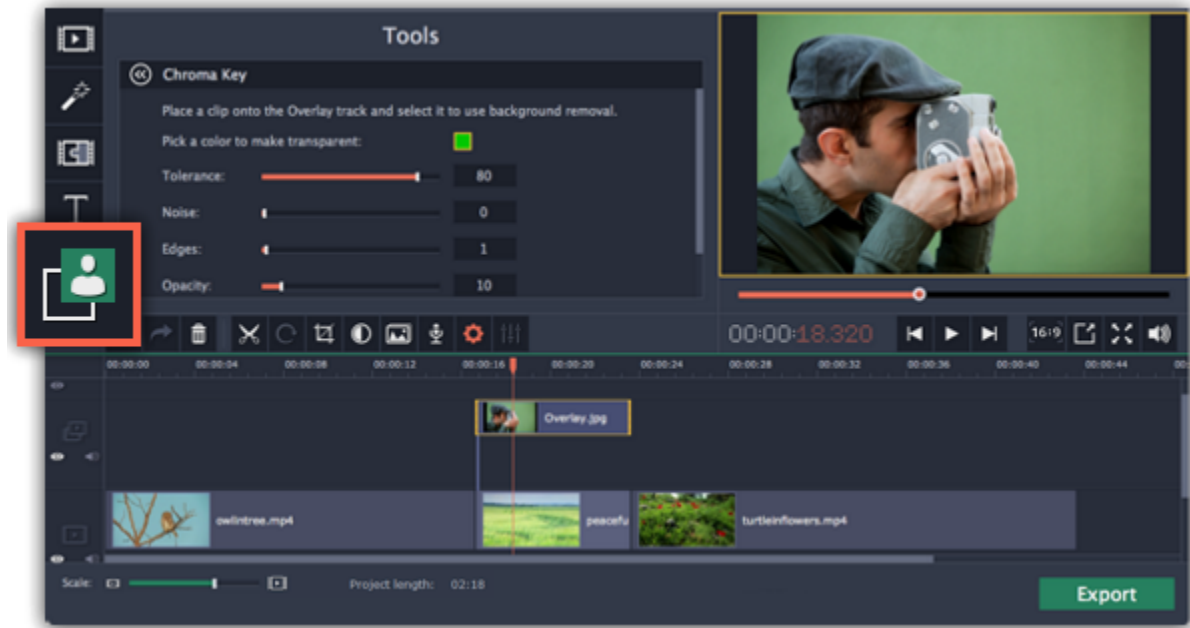 Tools
Chroma Key
Place a clip onto the Overlay track and select it to use background removal.
Pick a color to make transparent:
Tolerance: 80
Noise: 0
Edges: 1
Opacity: 10
T
00:00:18.320
16:9
00:00:00 00:00:04 00:00:08 00:00:12 00:00:16 00:00:20 00:00:24 00:00:28 00:00:32 00:00:36 00:00:40 00:00:44 00:
Overlay.jpg
owlintree.mp4 peacefu turtleinflowers.mp4
Scale: Project length: 02:18
Export